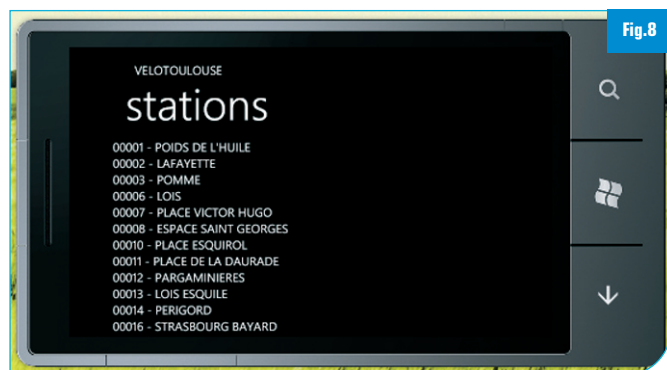 Fig.8
VELOTOULOUSE
stations
00001 - POIDS DE L'HUILE
00002 - LAFAYETTE
00003 - POMME
00006 - LOIS
00007 - PLACE VICTOR HUGO
00008 - ESPACE SAINT GEORGES
00010 - PLACE ESQUIROL
00011 - PLACE DE LA DAURADE
00012 - PARGAMINIERES
00013 - LOIS ESQUILE
00014 - PERIGORD
00016 - STRASBOURG BAYARD